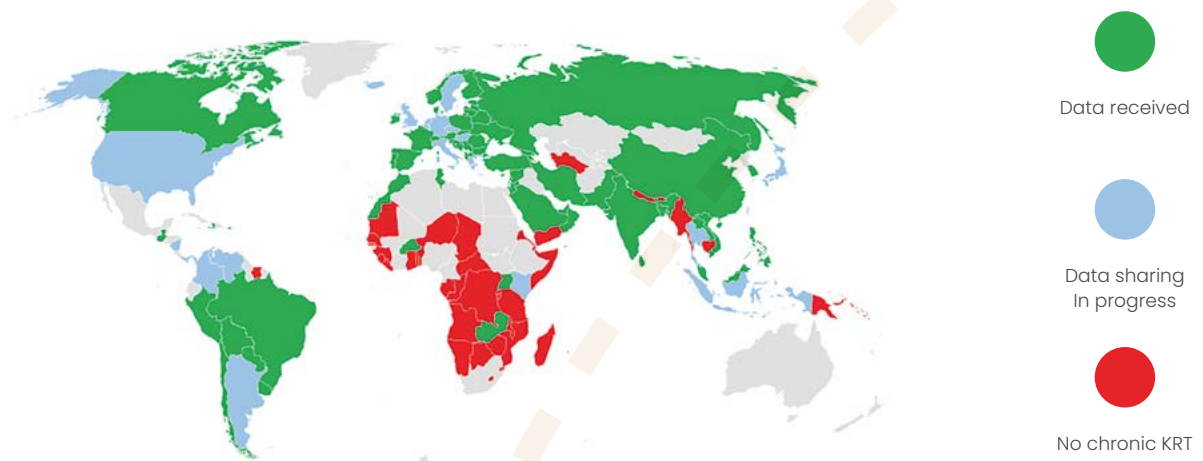 Data received
Data sharing
In progress
No chronic KRT